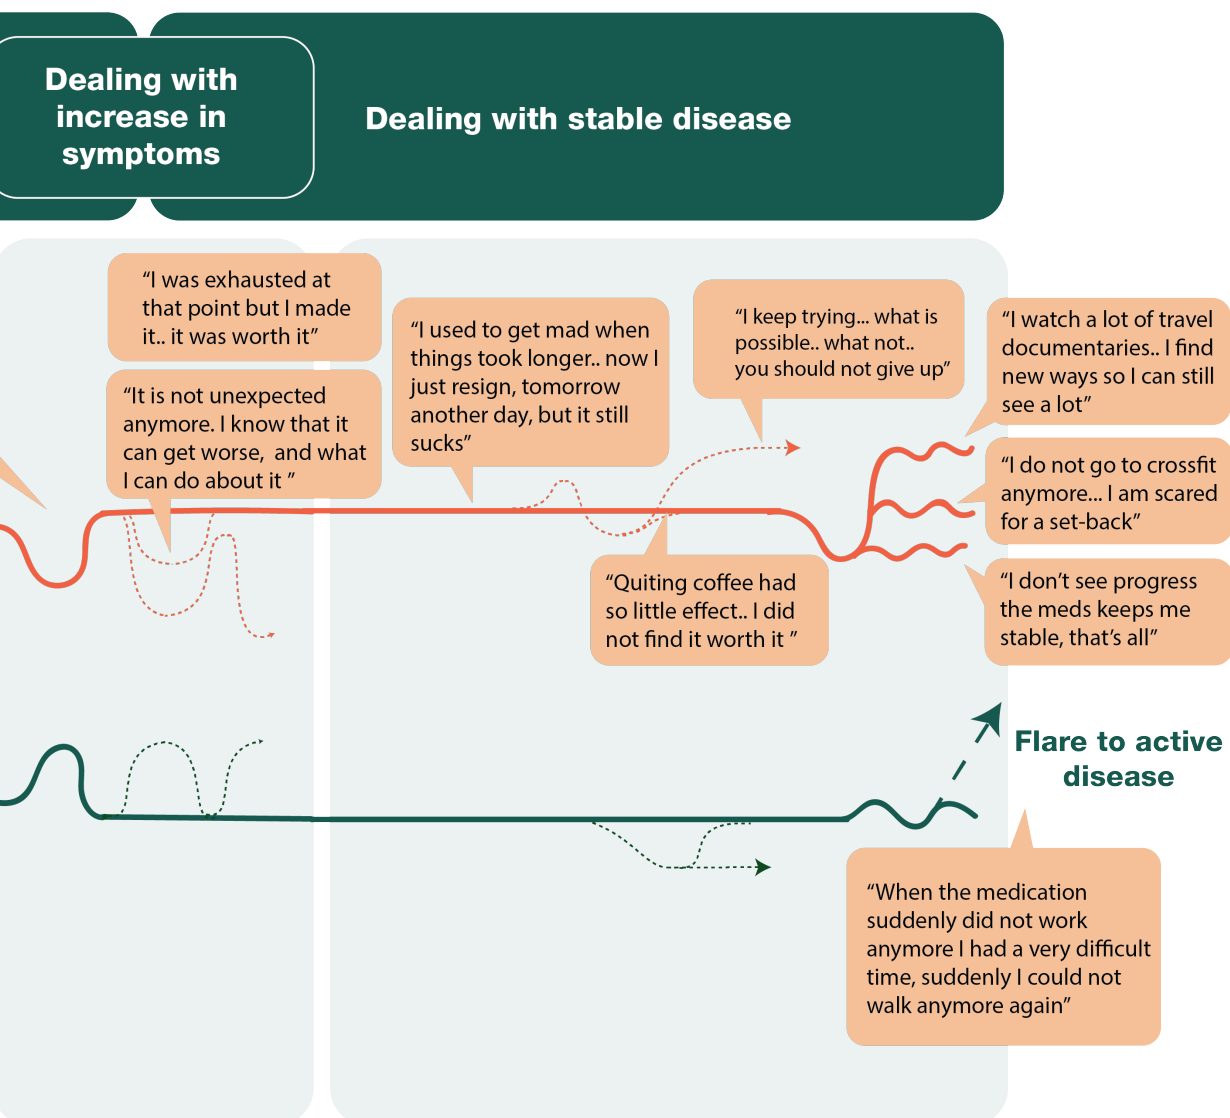 Dealing with
increase in
symptoms
Dealing with stable disease
“I was exhausted at
that point but I made
it.. it was worth it”
“It is not unexpected
anymore. I know that it
can get worse, and what
I can do about it ”
“I used to get mad when
things took longer.. now I
just resign, tomorrow
another day, but it still
sucks”
“I keep trying... what is
possible.. what not..
you should not give up”
“I watch a lot of travel
documentaries.. I find
new ways so I can still
see a lot”
“I do not go to crossfit
anymore... I am scared
for a set-back”
“Quiting coffee had
so little effect.. I did
not find it worth it ”
“I don’t see progress
the meds keeps me
stable, that’s all”
Flare to active
disease
“When the medication
suddenly did not work
anymore I had a very difficult
time, suddenly I could not
walk anymore again”